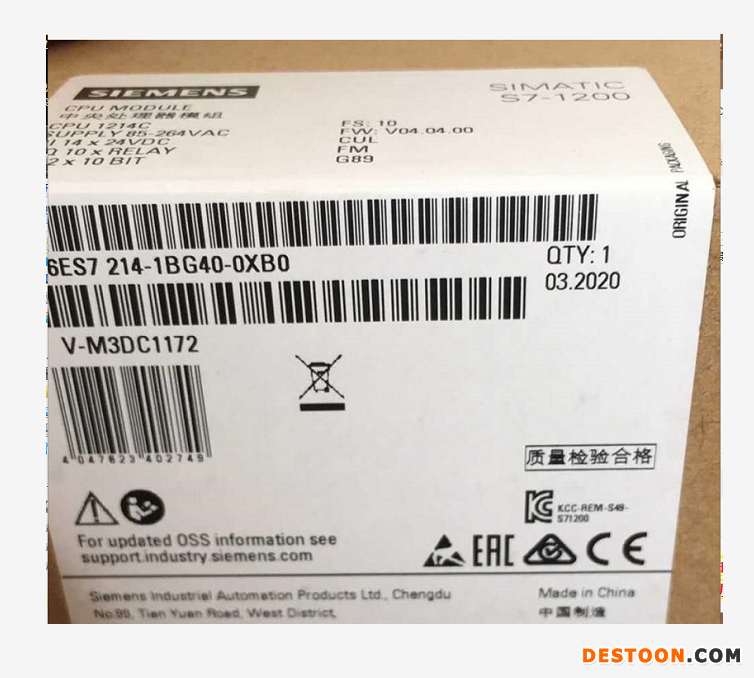 SIEMENS
SIMATIC
S7-1200
CPU MODULE
中央处理器模组
CPU 1214C
SUPPLY 85-264VAC
I 14 x 24VDC
Q 10 x RELAY
2 x 10 BIT
FS: 10
FW: V04.04.00
CUL
FM
G89
ORIGINAL PACKAGING
6ES7 214-1BG40-0XB0
QTY: 1
03.2020
V-M3DC1172
4 047623 402749
质量检验合格
KCC-REM-S49-
S71200
For updated OSS information see
support.industry.siemens.com
EAC
CE
Siemens Industrial Automation Products Ltd., Chengdu
No.99, Tian Yuan Road, West District,
Made in China
中国制造
DESTOON.COM